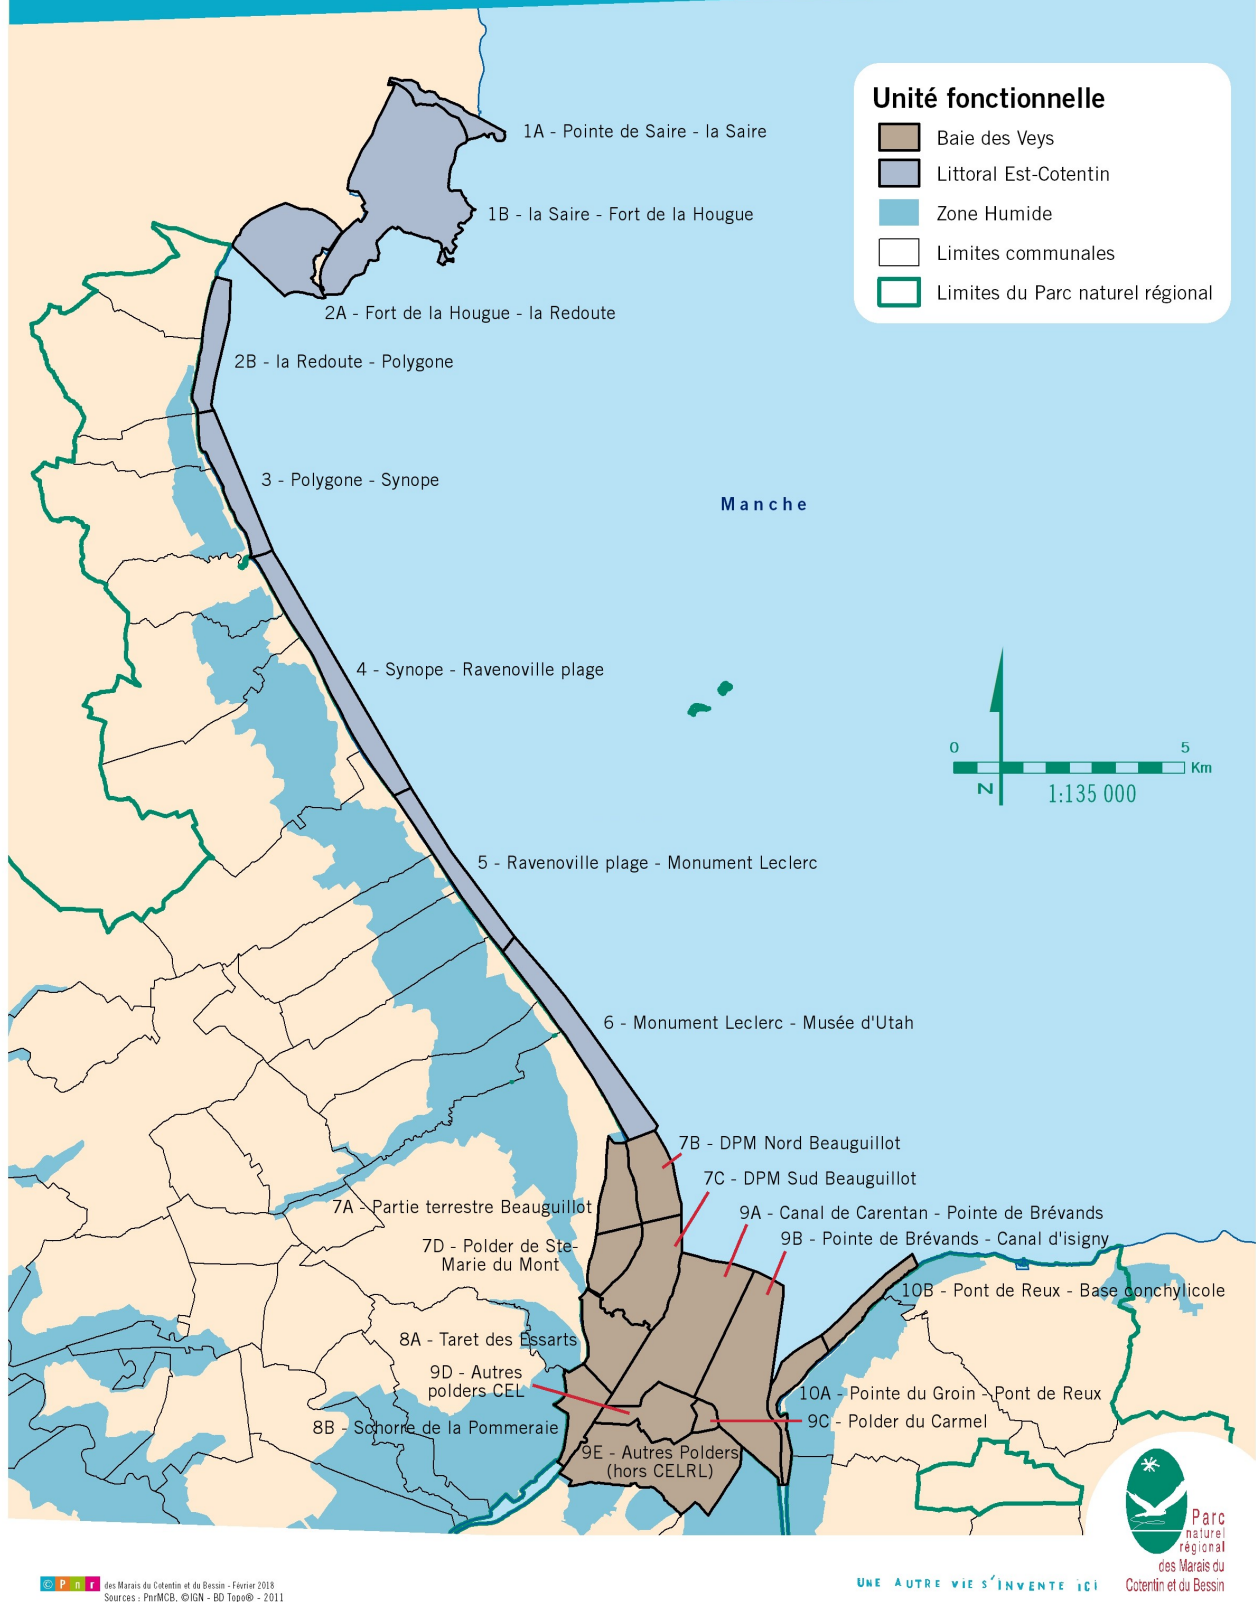 Unité fonctionnelle
Baie des Veys
Littoral Est-Cotentin
Zone Humide
Limites communales
Limites du Parc naturel régional
1A - Pointe de Saire - la Saire
1B - la Saire - Fort de la Hougue
2A - Fort de la Hougue - la Redoute
2B - la Redoute - Polygone
3 - Polygone - Synope
Manche
4 - Synope - Ravenoville plage
0 5
Km
N
1:135 000
5 - Ravenoville plage - Monument Leclerc
6 - Monument Leclerc - Musée d'Utah
7B - DPM Nord Beauguillot
7C - DPM Sud Beauguillot
7A - Partie terrestre Beauguillot
9A - Canal de Carentan - Pointe de Brévands
9B - Pointe de Brévands - Canal d'isigny
7D - Polder de Ste-
Marie du Mont
10B - Pont de Reux - Base conchylicole
8A - Taret des Essarts
9D - Autres
polders CEL
10A - Pointe du Groin - Pont de Reux
9C - Polder du Carmel
8B - Schorre de la Pommeraie
9E - Autres Polders
(hors CELRL)
Parc
naturel
régional
des Marais du
Cotentin et du Bessin
© P n r des Marais du Cotentin et du Bessin - Février 2018
Sources : PnrMCB, ©IGN - BD Topo® - 2011
UNE AUTRE VIE S'INVENTE ICI